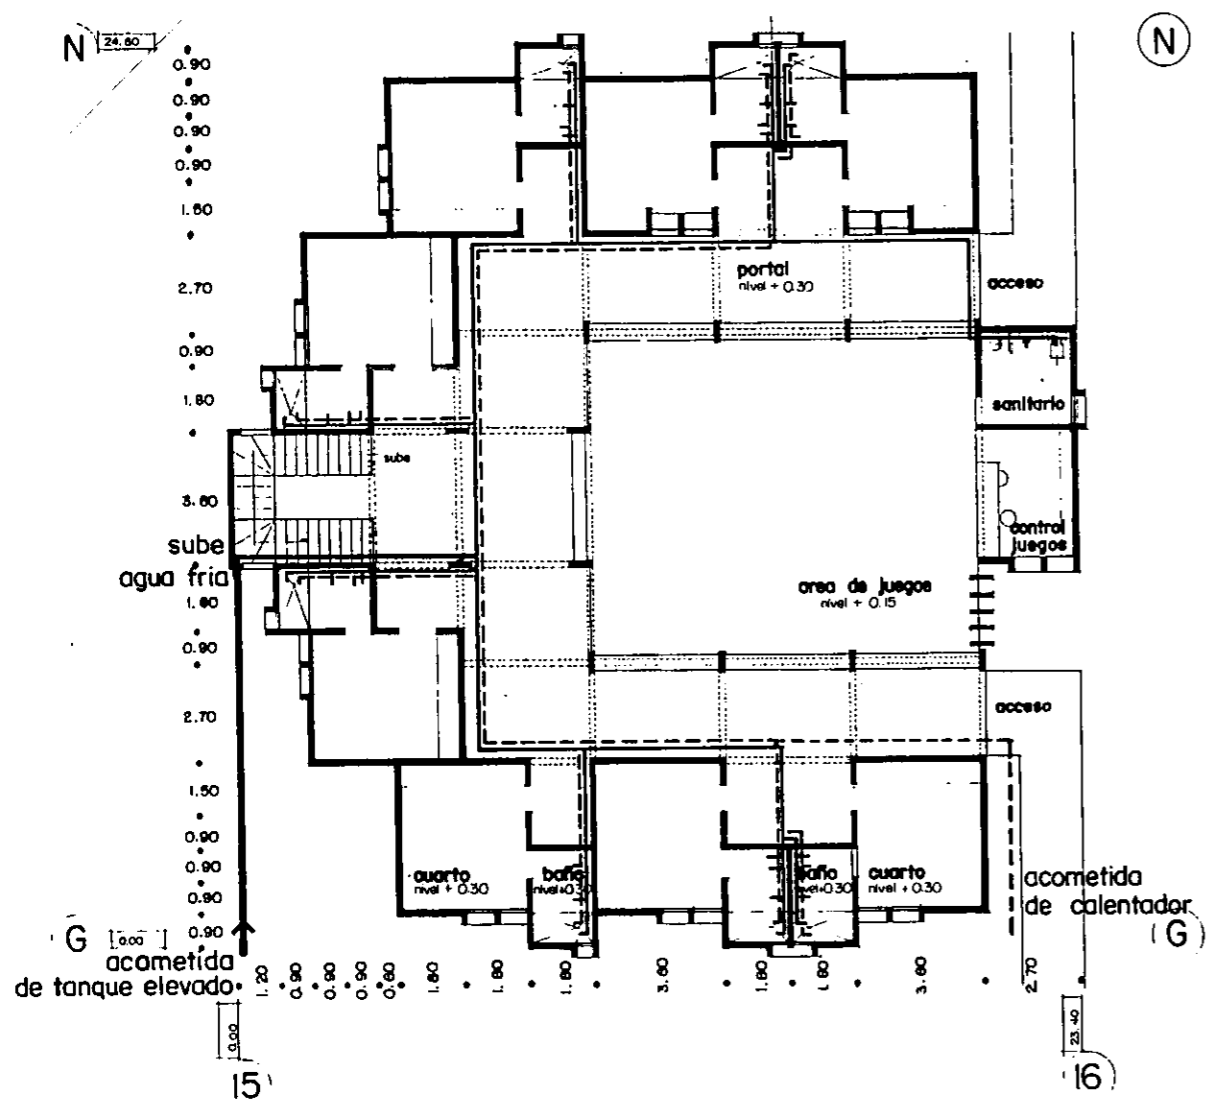 N
24.80
N
0.90
0.90
0.90
0.90
1.50
portal
nivel + 0.30
acceso
2.70
0.90
1.80
sanitario
sube
3.60
control
juegos
sube
agua fria
area de juegos
nivel + 0.15
1.80
0.90
acceso
2.70
1.50
0.90
0.90
0.90
0.90
cuarto
nivel + 0.30
baño
nivel+0.30
baño
nivel+0.30
cuarto
nivel + 0.30
acometida
de calentador
G
G
0.00
acometida
de tanque elevado
1.20
0.90
0.90
0.90
0.60
1.80
1.80
1.80
3.60
1.80
1.80
3.60
2.70
0.00
23.40
15
16